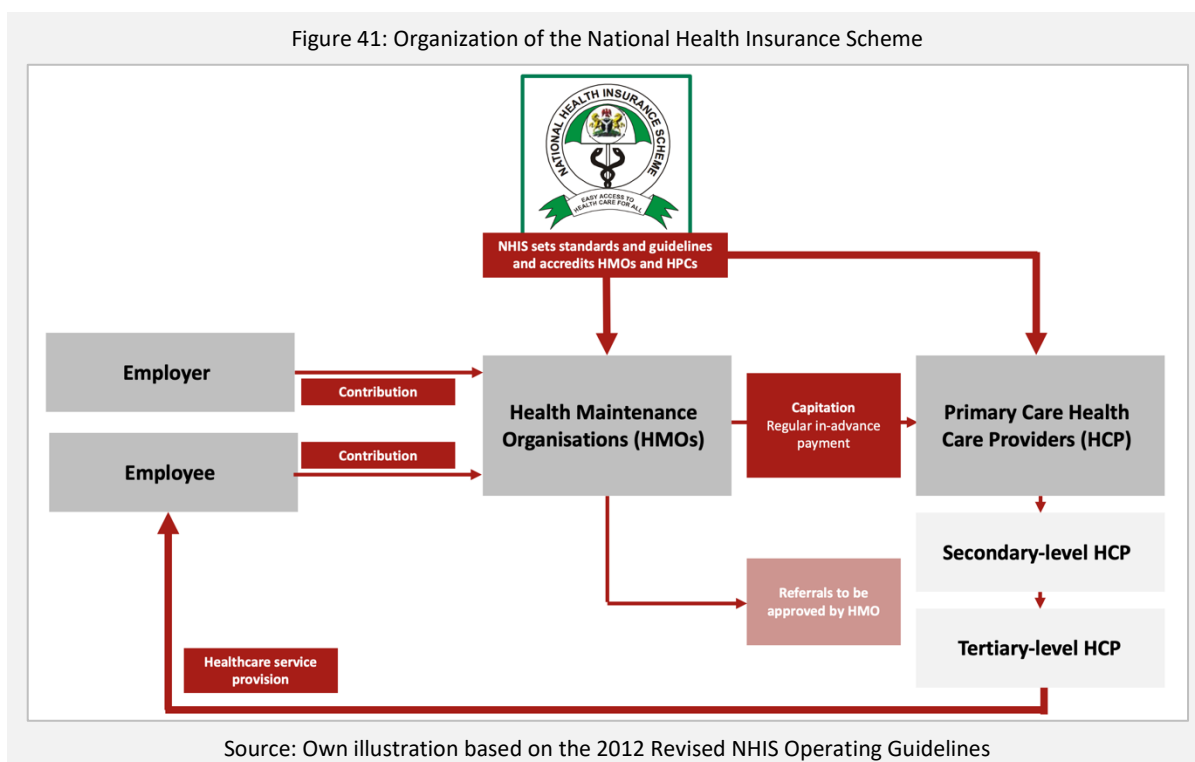 Figure 41: Organization of the National Health Insurance Scheme
NATIONAL HEALTH INSURANCE SCHEME
EASY ACCESS TO
HEALTH CARE FOR ALL
NHIS sets standards and guidelines
and accredits HMOs and HPCs
Employer
Contribution
Employee
Contribution
Health Maintenance
Organisations (HMOs)
Capitation
Regular in-advance
payment
Primary Care Health
Care Providers (HCP)
Secondary-level HCP
Referrals to be
approved by HMO
Tertiary-level HCP
Healthcare service
provision
Source: Own illustration based on the 2012 Revised NHIS Operating Guidelines